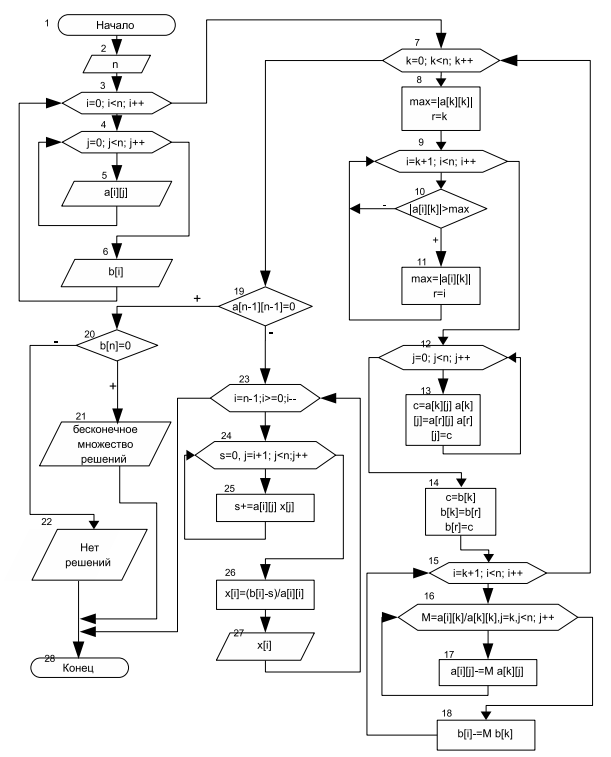 1
Начало
2
n
3
i=0; i<n; i++
4
j=0; j<n; j++
5
a[i][j]
6
b[i]
7
k=0; k<n; k++
8
max=|a[k][k]|
r=k
9
i=k+1; i<n; i++
10
|a[i][k]|>max
-
+
11
max=|a[i][k]|
r=i
12
j=0; j<n; j++
13
c=a[k][j] a[k]
[j]=a[r][j] a[r]
[j]=c
14
c=b[k]
b[k]=b[r]
b[r]=c
15
i=k+1; i<n; i++
16
M=a[i][k]/a[k][k],j=k,j<n; j++
17
a[i][j]-=M a[k][j]
18
b[i]-=M b[k]
19
a[n-1][n-1]=0
+
-
20
b[n]=0
-
+
21
бесконечное
множество
решений
22
Нет
решений
23
i=n-1;i>=0;i--
24
s=0, j=i+1; j<n;j++
25
s+=a[i][j] x[j]
26
x[i]=(b[i]-s)/a[i][i]
27
x[i]
28
Конец